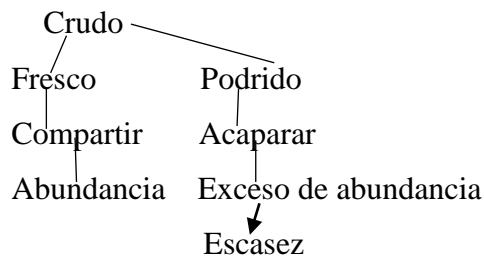 Crudo
Fresco Podrido
Compartir Acaparar
Abundancia Exceso de abundancia
Escasez